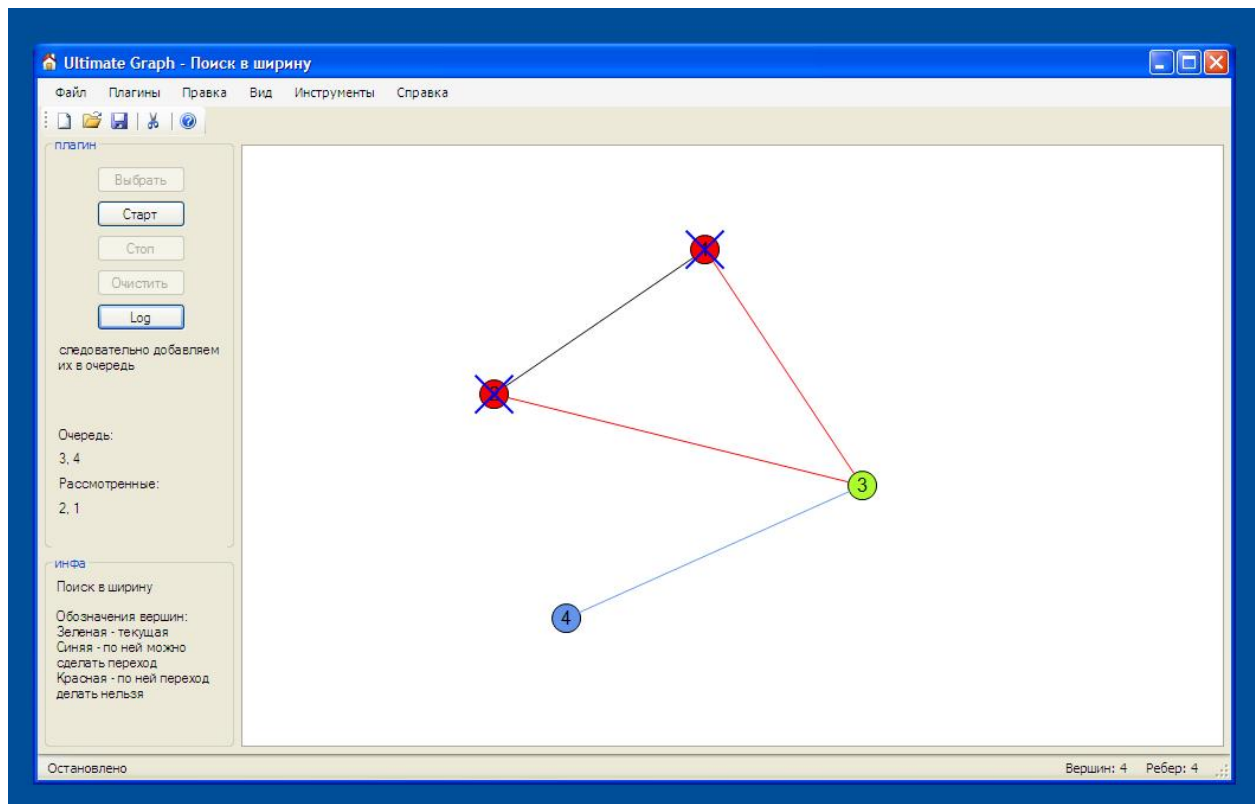 Ultimate Graph - Поиск в ширину
Файл Плагины Правка Вид Инструменты Справка
плагин
Выбрать
Старт
Стоп
Очистить
Log
следовательно добавляем
их в очередь
Очередь:
3, 4
Рассмотренные:
2, 1
инфа
Поиск в ширину
Обозначения вершин:
Зеленая - текущая
Синяя - по ней можно
сделать переход
Красная - по ней переход
делать нельзя
1
2
3
4
Остановлено
Вершин: 4 Ребер: 4